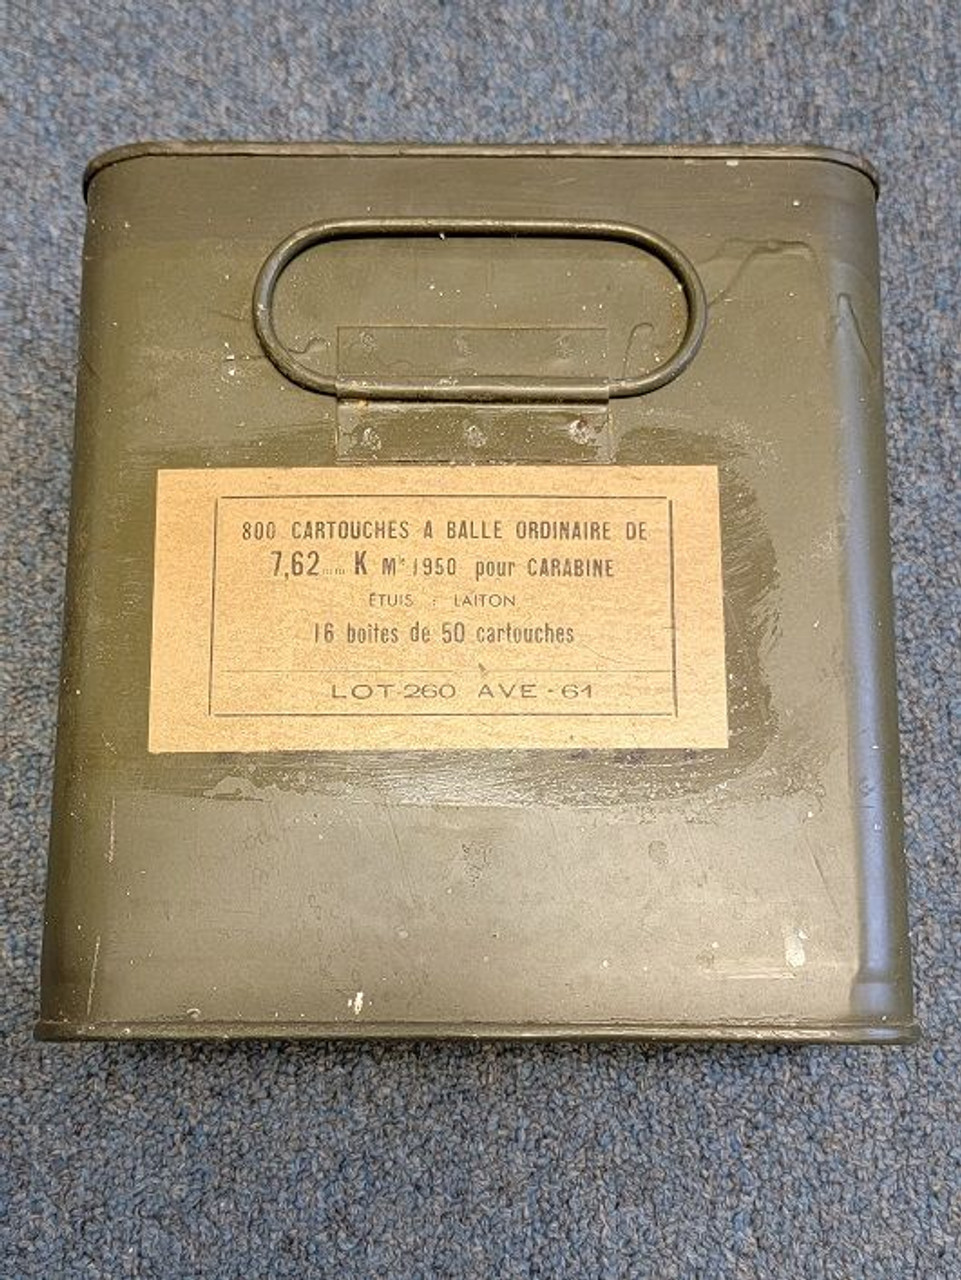 800 CARTOUCHES A BALLE ORDINAIRE DE
7,62 mm K Mle 1950 pour CARABINE
ÉTUIS : LAITON
16 boites de 50 cartouches
LOT-260 AVE-61